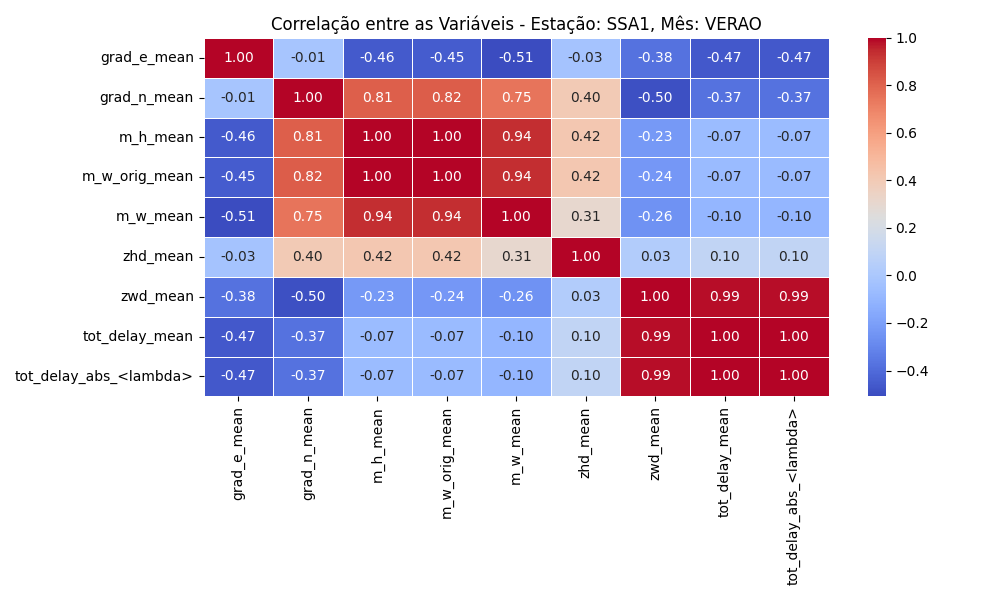 Correlação entre as Variáveis - Estação: SSA1, Mês: VERAO
grad_e_mean 1.00 -0.01 -0.46 -0.45 -0.51 -0.03 -0.38 -0.47 -0.47
grad_n_mean -0.01 1.00 0.81 0.82 0.75 0.40 -0.50 -0.37 -0.37
m_h_mean -0.46 0.81 1.00 1.00 0.94 0.42 -0.23 -0.07 -0.07
m_w_orig_mean -0.45 0.82 1.00 1.00 0.94 0.42 -0.24 -0.07 -0.07
m_w_mean -0.51 0.75 0.94 0.94 1.00 0.31 -0.26 -0.10 -0.10
zhd_mean -0.03 0.40 0.42 0.42 0.31 1.00 0.03 0.10 0.10
zwd_mean -0.38 -0.50 -0.23 -0.24 -0.26 0.03 1.00 0.99 0.99
tot_delay_mean -0.47 -0.37 -0.07 -0.07 -0.10 0.10 0.99 1.00 1.00
tot_delay_abs_<lambda> -0.47 -0.37 -0.07 -0.07 -0.10 0.10 0.99 1.00 1.00
grad_e_mean
grad_n_mean
m_h_mean
m_w_orig_mean
m_w_mean
zhd_mean
zwd_mean
tot_delay_mean
tot_delay_abs_<lambda>
1.0
0.8
0.6
0.4
0.2
0.0
−0.2
−0.4